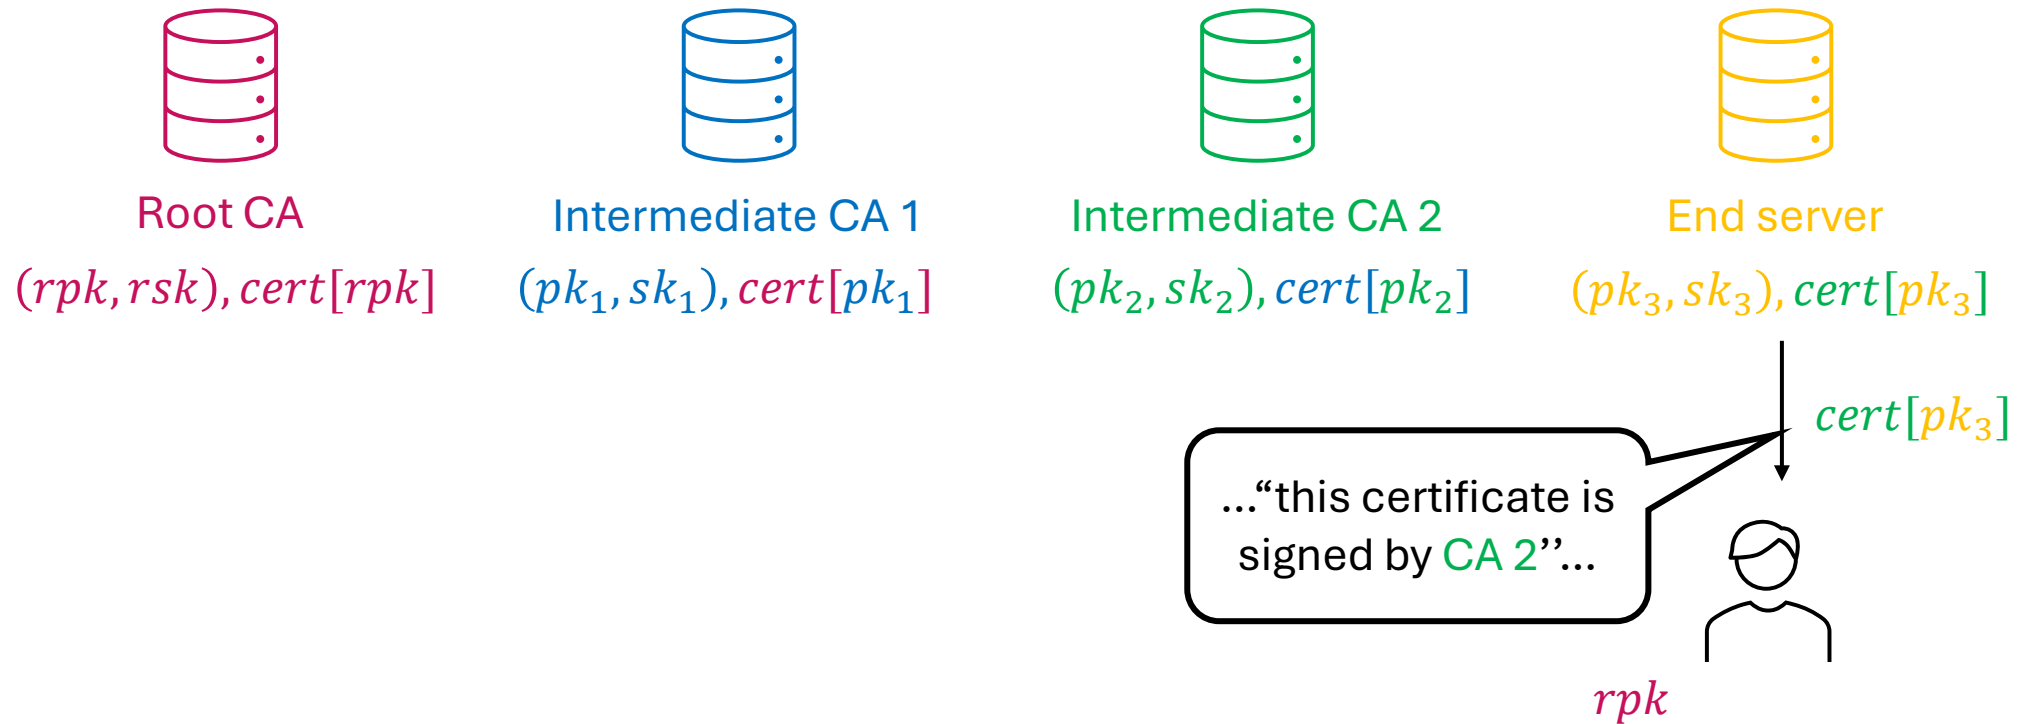 Root CA
Intermediate CA 1
Intermediate CA 2
End server
(rpk, rsk), cert[rpk]
(pk₁, sk₁), cert[pk₁]
(pk₂, sk₂), cert[pk₂]
(pk₃, sk₃), cert[pk₃]
cert[pk₃]
...“this certificate is
signed by CA 2’’...
rpk